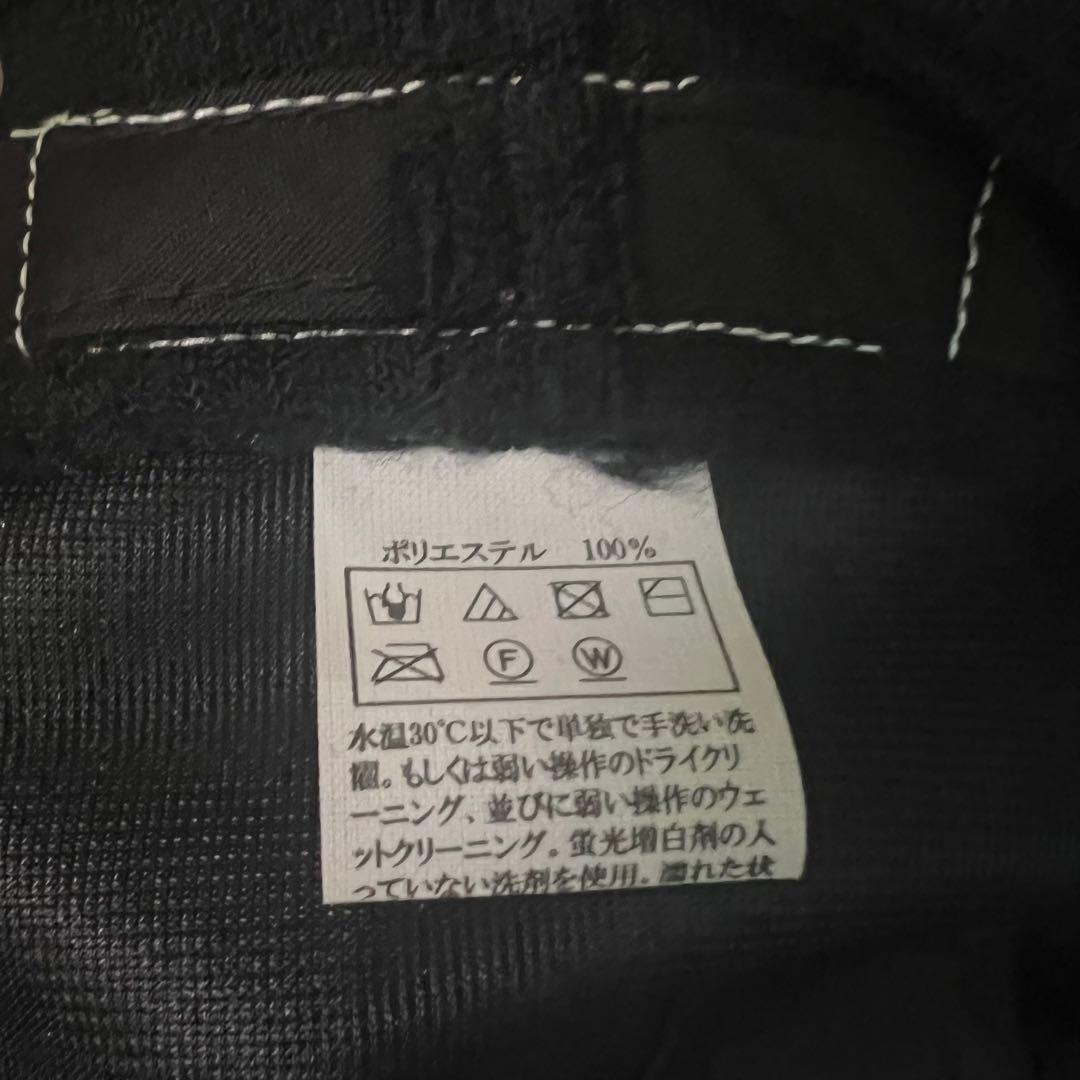 ポリエステル 100%
F W
水温30℃以下で単独で手洗い洗
濯。もしくは弱い操作のドライクリ
ーニング、並びに弱い操作のウェ
ットクリーニング。蛍光増白剤の入
っていない洗剤を使用。濡れた状